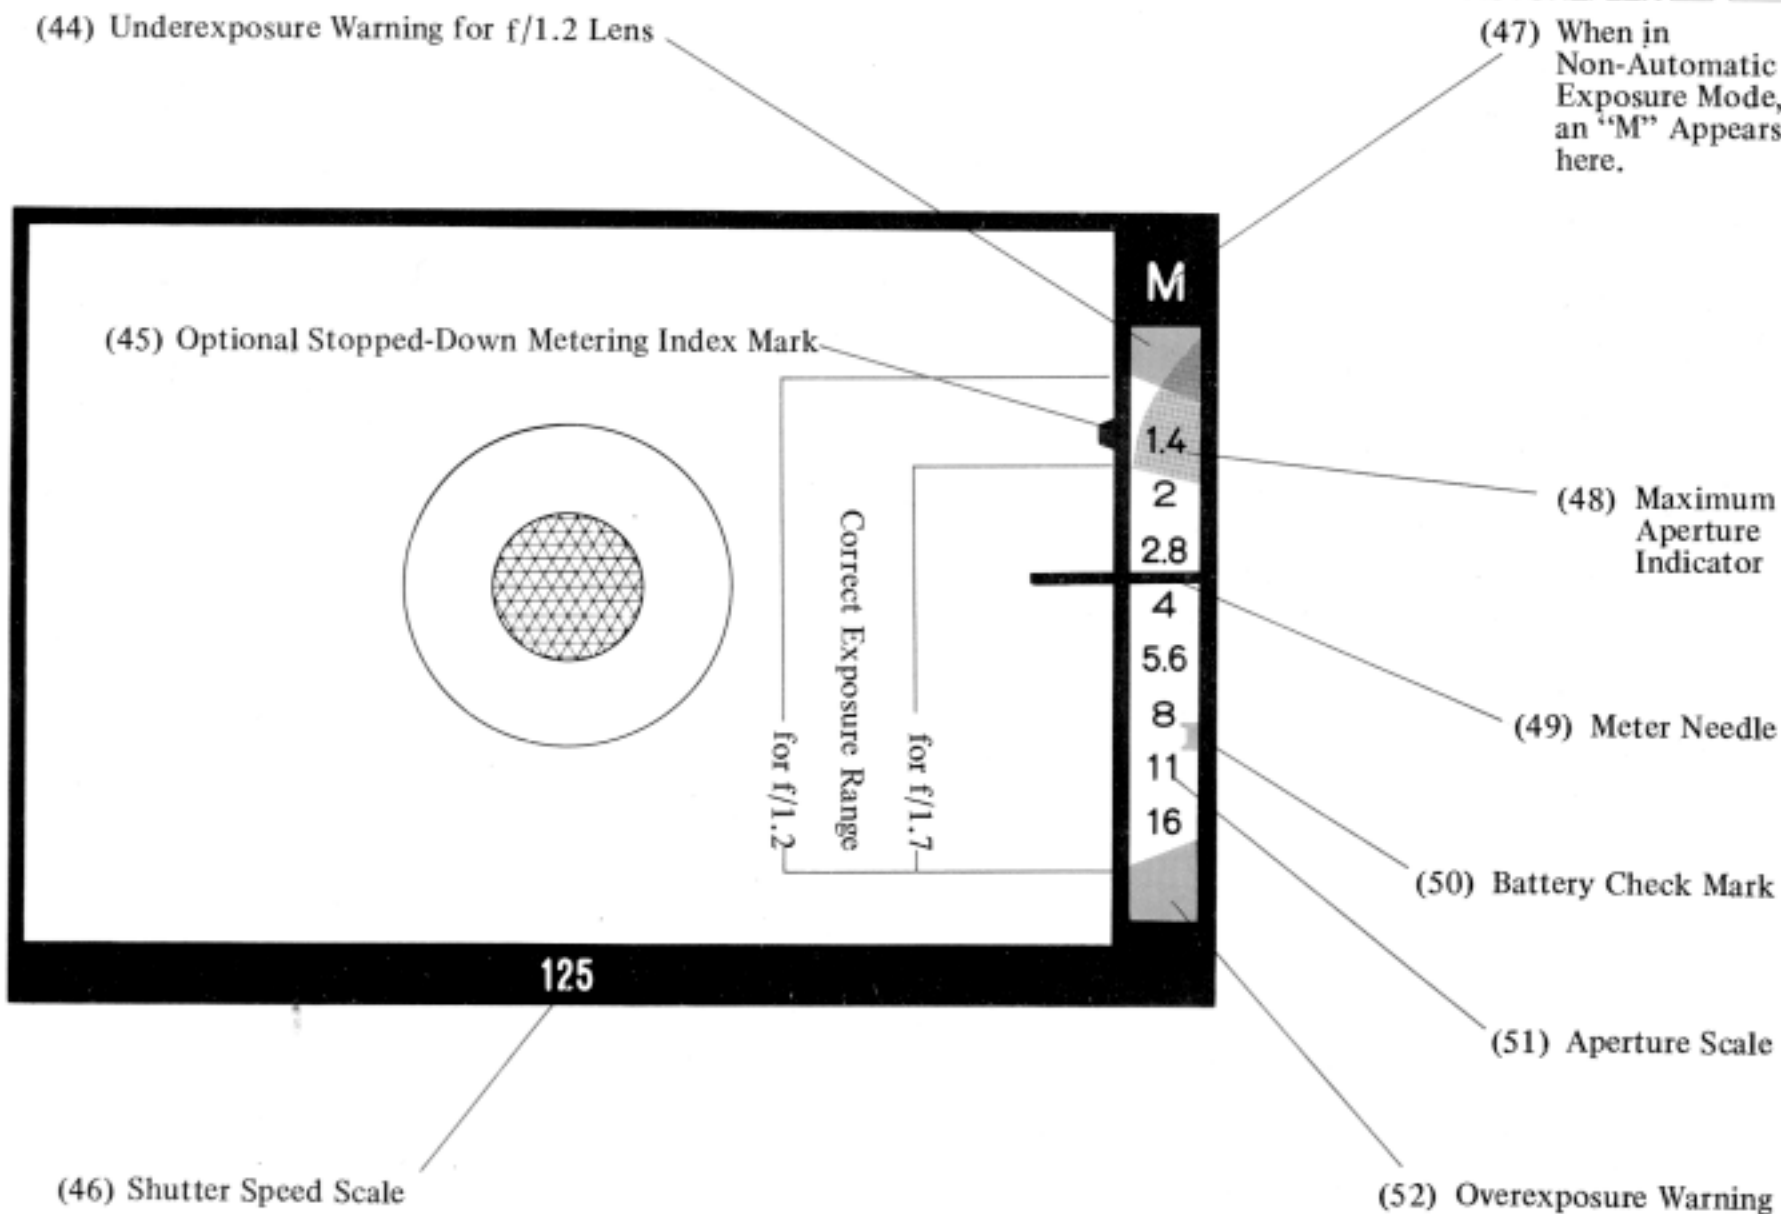 (44) Underexposure Warning for f/1.2 Lens
(47) When in
Non-Automatic
Exposure Mode,
an “M” Appears
here.
M
(45) Optional Stopped-Down Metering Index Mark
1.4
2
2.8
4
5.6
8
11
16
(48) Maximum
Aperture
Indicator
Correct Exposure Range
for f/1.2
for f/1.7
(49) Meter Needle
(50) Battery Check Mark
125
(51) Aperture Scale
(46) Shutter Speed Scale
(52) Overexposure Warning